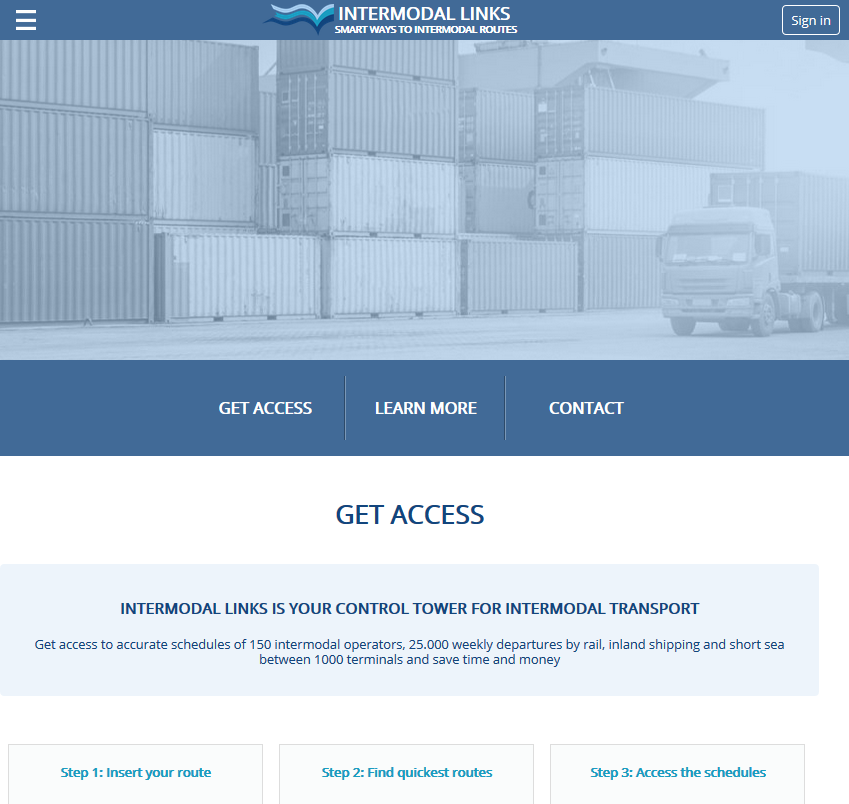 INTERMODAL LINKS
SMART WAYS TO INTERMODAL ROUTES
Sign in
GET ACCESS
LEARN MORE
CONTACT
GET ACCESS
INTERMODAL LINKS IS YOUR CONTROL TOWER FOR INTERMODAL TRANSPORT
Get access to accurate schedules of 150 intermodal operators, 25.000 weekly departures by rail, inland shipping and short sea
between 1000 terminals and save time and money
Step 1: Insert your route
Step 2: Find quickest routes
Step 3: Access the schedules